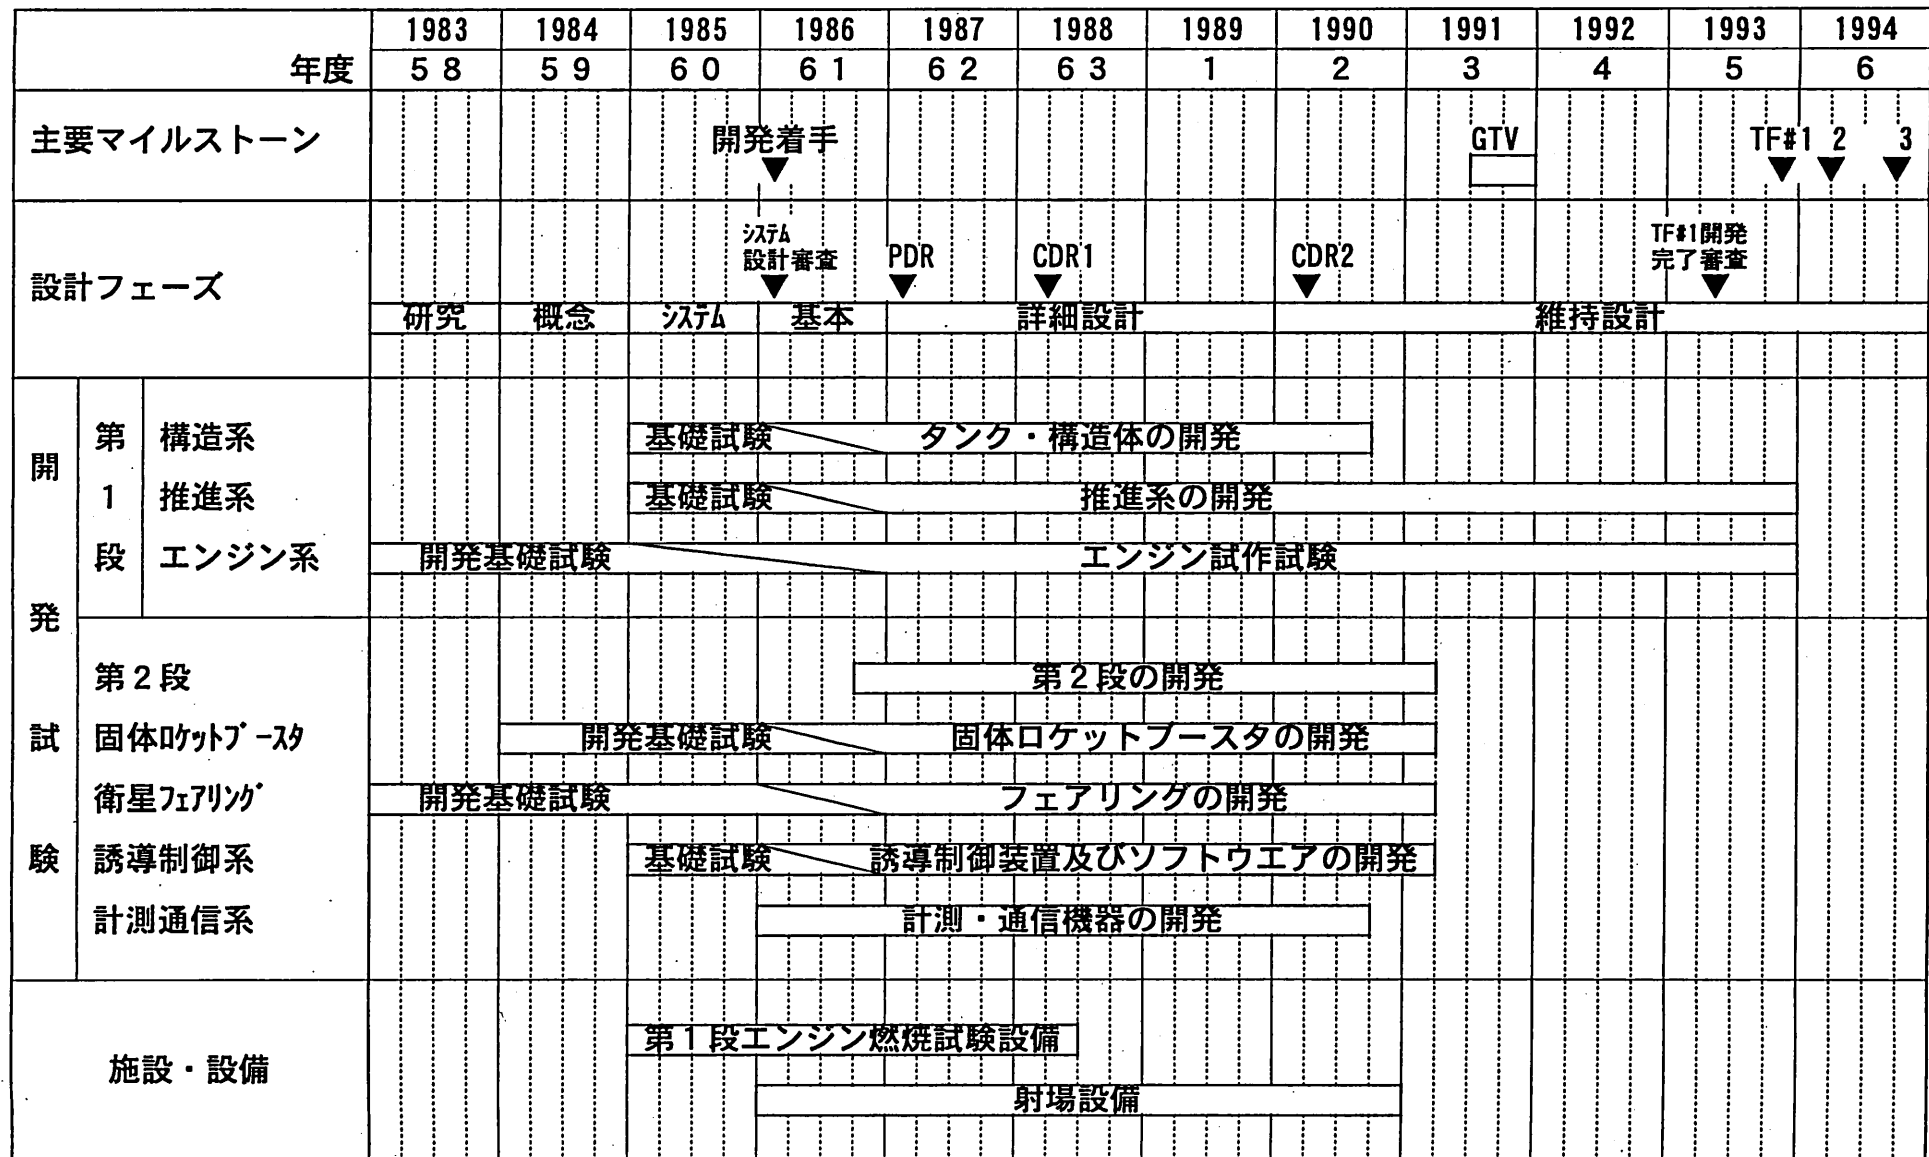 1983 1984 1985 1986 1987 1988 1989 1990 1991 1992 1993 1994
年度 58 59 60 61 62 63 1 2 3 4 5 6
主要マイルストーン 開発着手 GTV TF#1 2 3
設計フェーズ
システム
設計審査
PDR CDR1 CDR2
TF#1開発
完了審査
研究 概念 システム 基本 詳細設計 維持設計
開発試験
第1段
構造系 基礎試験 タンク・構造体の開発
推進系 基礎試験 推進系の開発
エンジン系 開発基礎試験 エンジン試作試験
第2段 第2段の開発
固体ロケットブースタ 開発基礎試験 固体ロケットブースタの開発
衛星フェアリング 開発基礎試験 フェアリングの開発
誘導制御系 基礎試験 誘導制御装置及びソフトウエアの開発
計測通信系 計測・通信機器の開発
施設・設備
第1段エンジン燃焼試験設備
射場設備